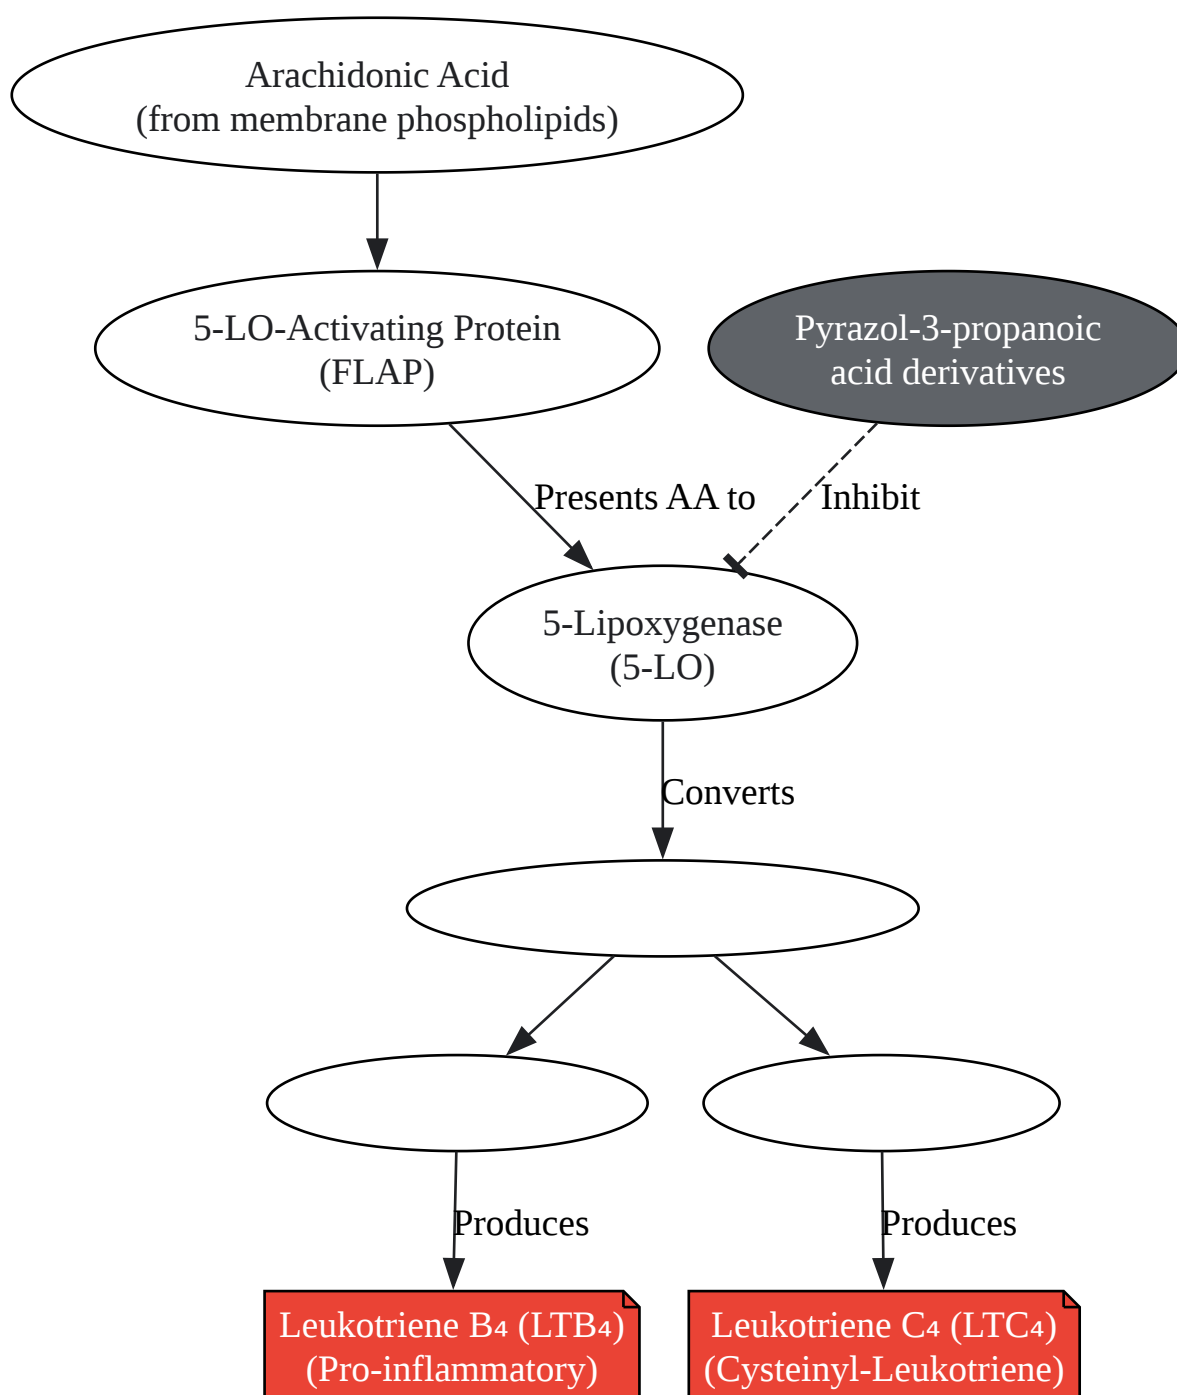 Arachidonic Acid
(from membrane phospholipids)
5-LO-Activating Protein
(FLAP)
Pyrazol-3-propanoic
acid derivatives
Presents AA to
Inhibit
5-Lipoxygenase
(5-LO)
Converts
Produces
Produces
Leukotriene B₄ (LTB₄)
(Pro-inflammatory)
Leukotriene C₄ (LTC₄)
(Cysteinyl-Leukotriene)